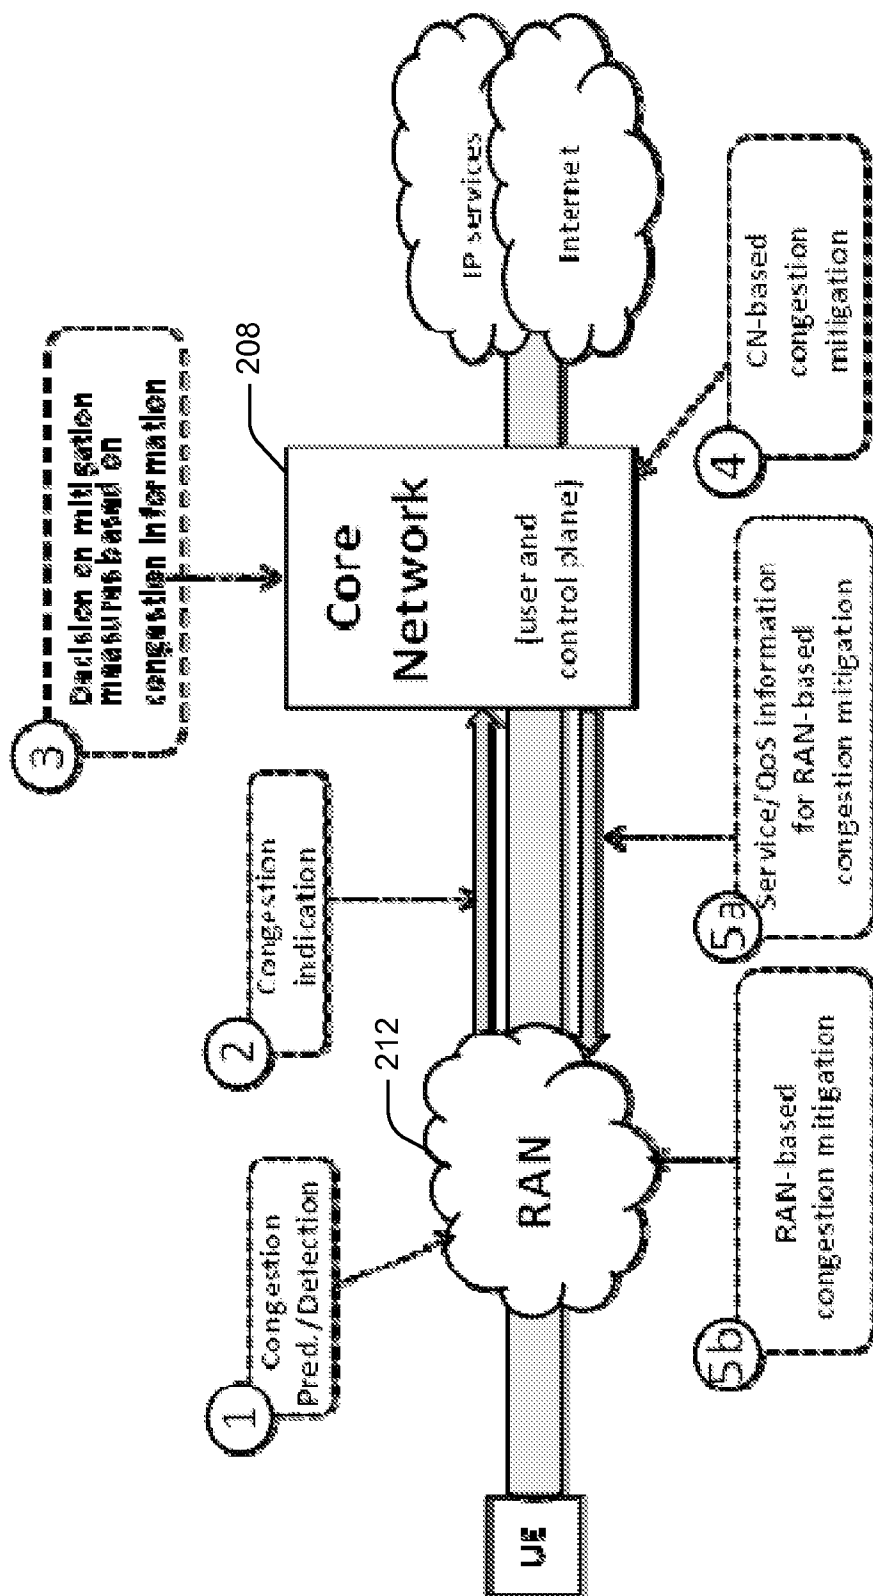 3
Decision on mitigation
measures based on
congestion information
2
Congestion
indication
1
Congestion
Pred./Detection
208
212
UE
RAN
Core
Network
(user and
control plane)
IP services
Internet
5b
RAN-based
congestion mitigation
5a
Service/QoS information
for RAN-based
congestion mitigation
4
CN-based
congestion
mitigation